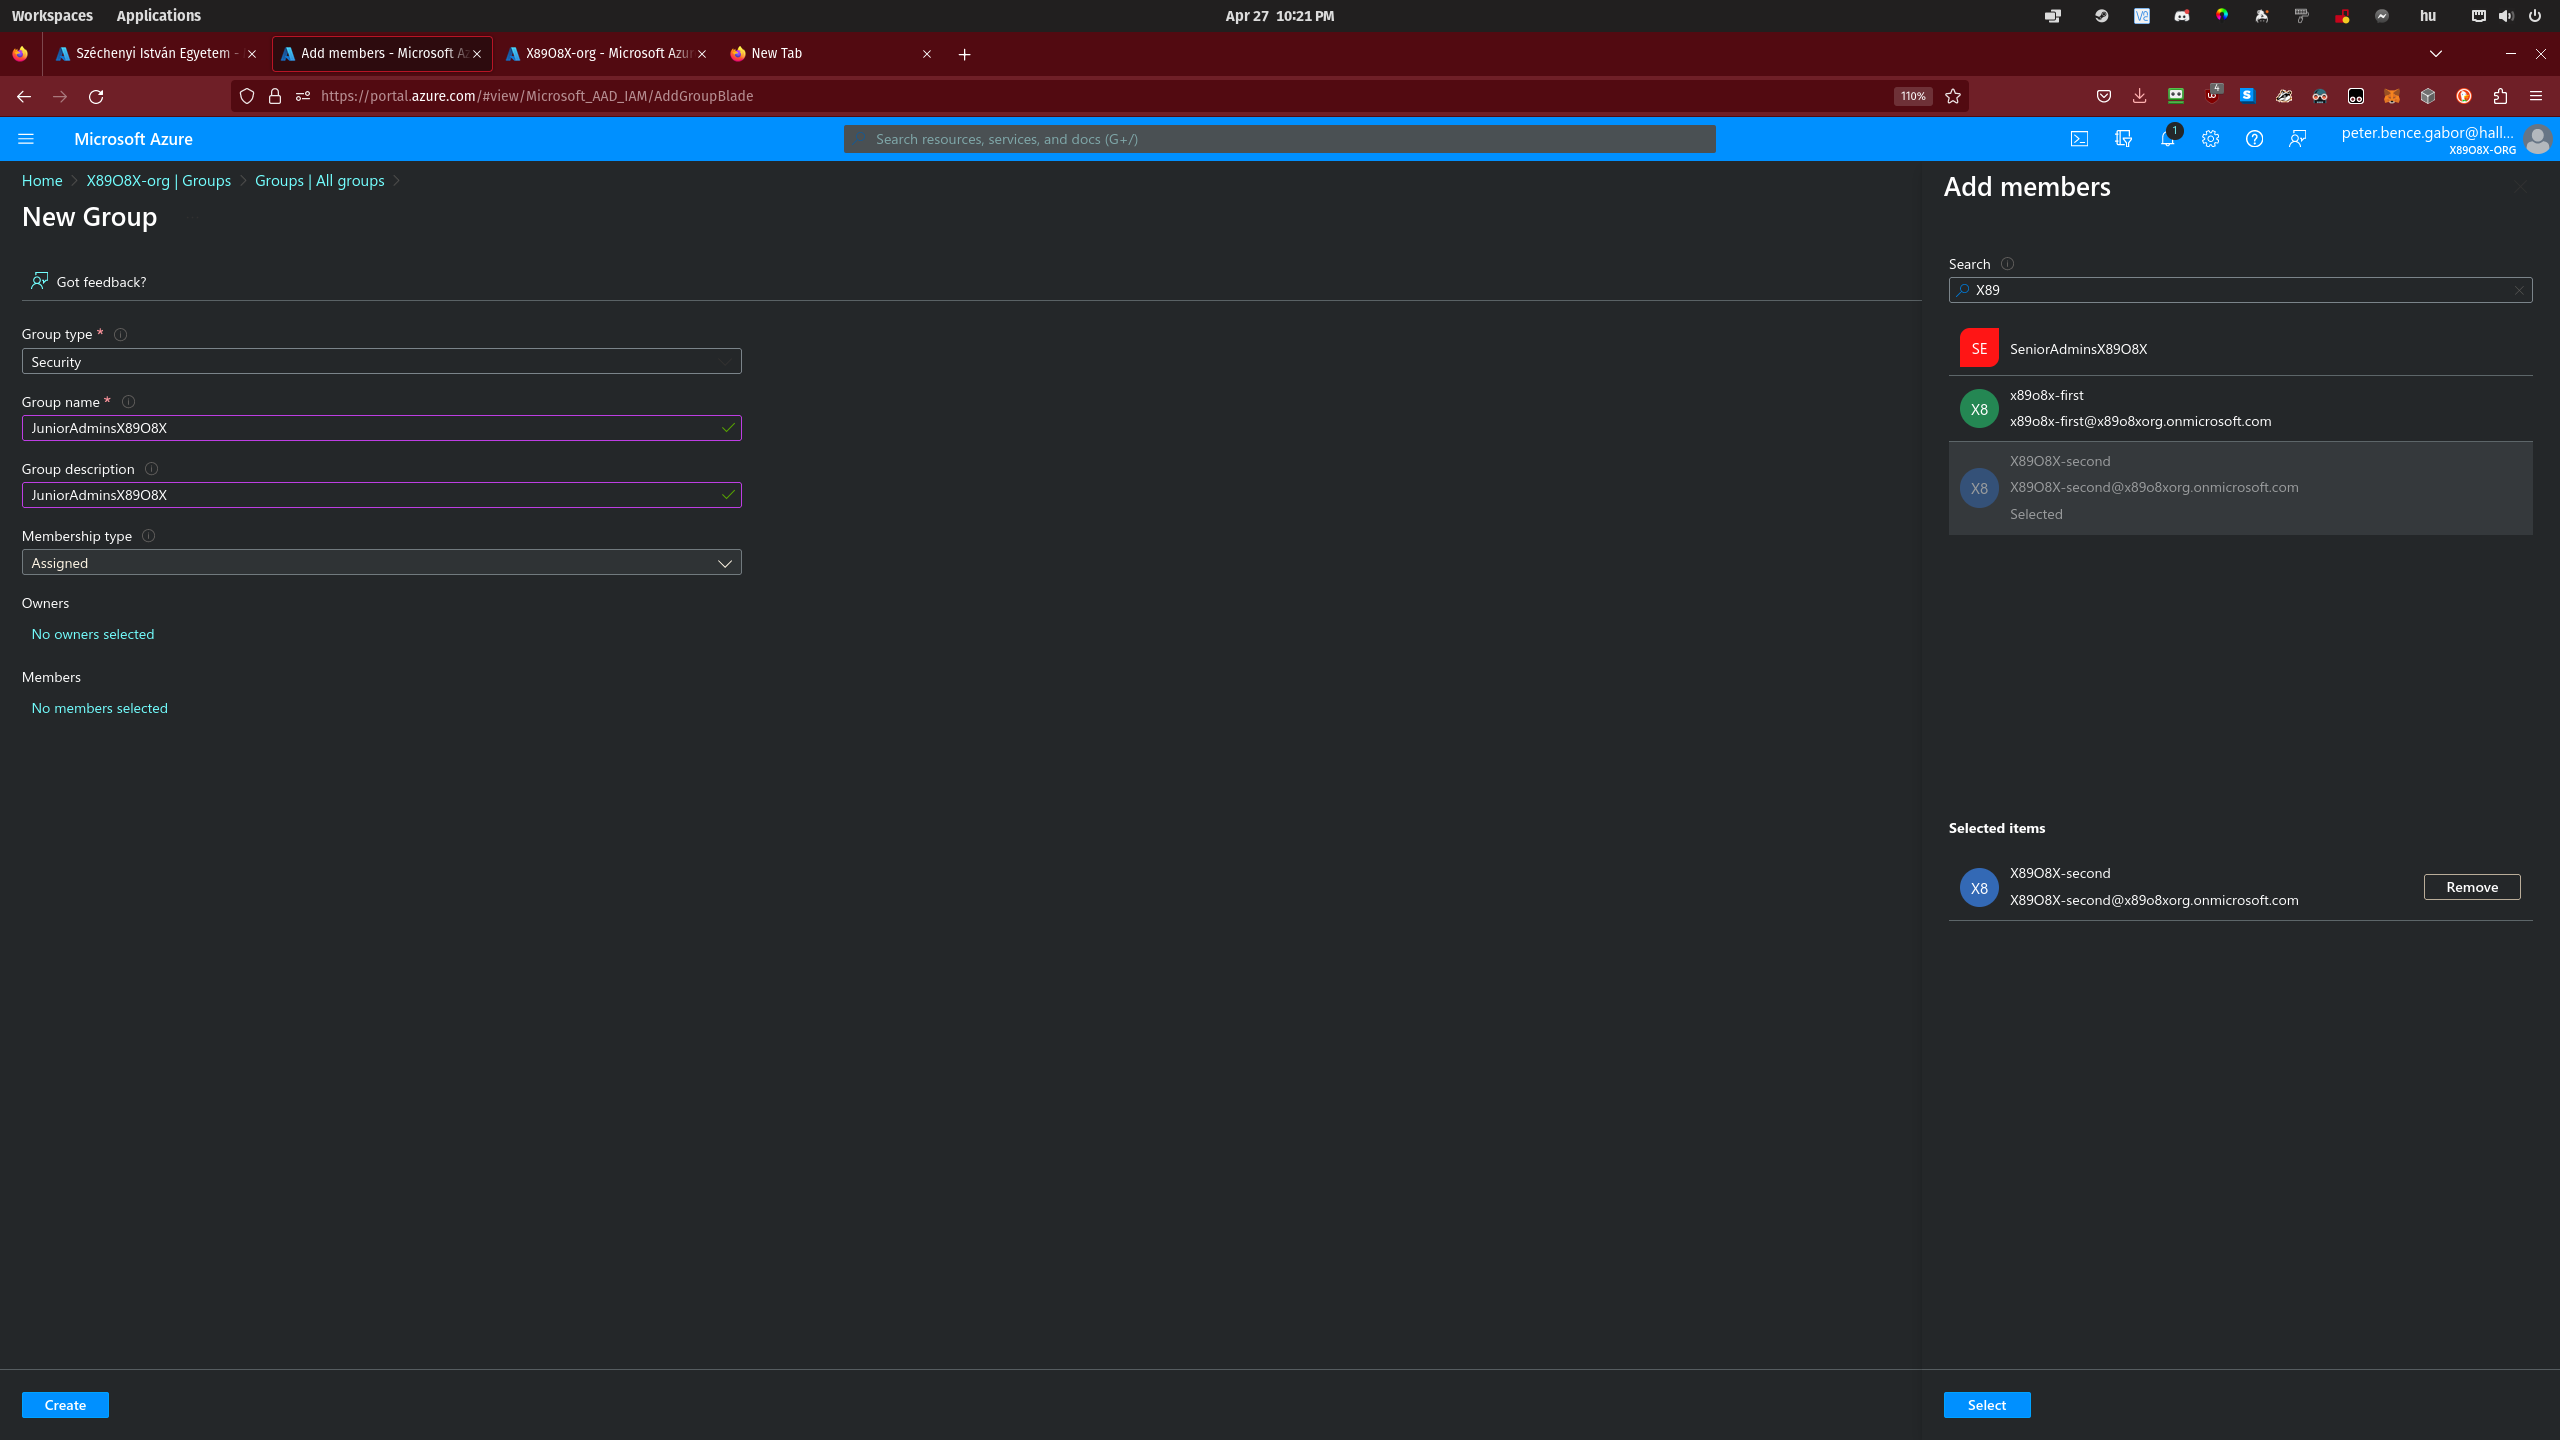 Workspaces Applications Apr 27 10:21 PM hu
Széchenyi István Egyetem - Add members - Microsoft Az X89O8X-org - Microsoft Azur New Tab
https://portal.azure.com/#view/Microsoft_AAD_IAM/AddGroupBlade 110% 4
Microsoft Azure Search resources, services, and docs (G+/) 1 peter.bence.gabor@hall...
X89O8X-ORG
Home X89O8X-org | Groups Groups | All groups
New Group
Got feedback?
Group type *
Security
Group name *
JuniorAdminsX89O8X
Group description
JuniorAdminsX89O8X
Membership type
Assigned
Owners
No owners selected
Members
No members selected
Create
Add members
Search
X89
SE SeniorAdminsX89O8X
X8 x89o8x-first
x89o8x-first@x89o8xorg.onmicrosoft.com
X8 X89O8X-second
X89O8X-second@x89o8xorg.onmicrosoft.com
Selected
Selected items
X8 X89O8X-second
X89O8X-second@x89o8xorg.onmicrosoft.com
Remove
Select